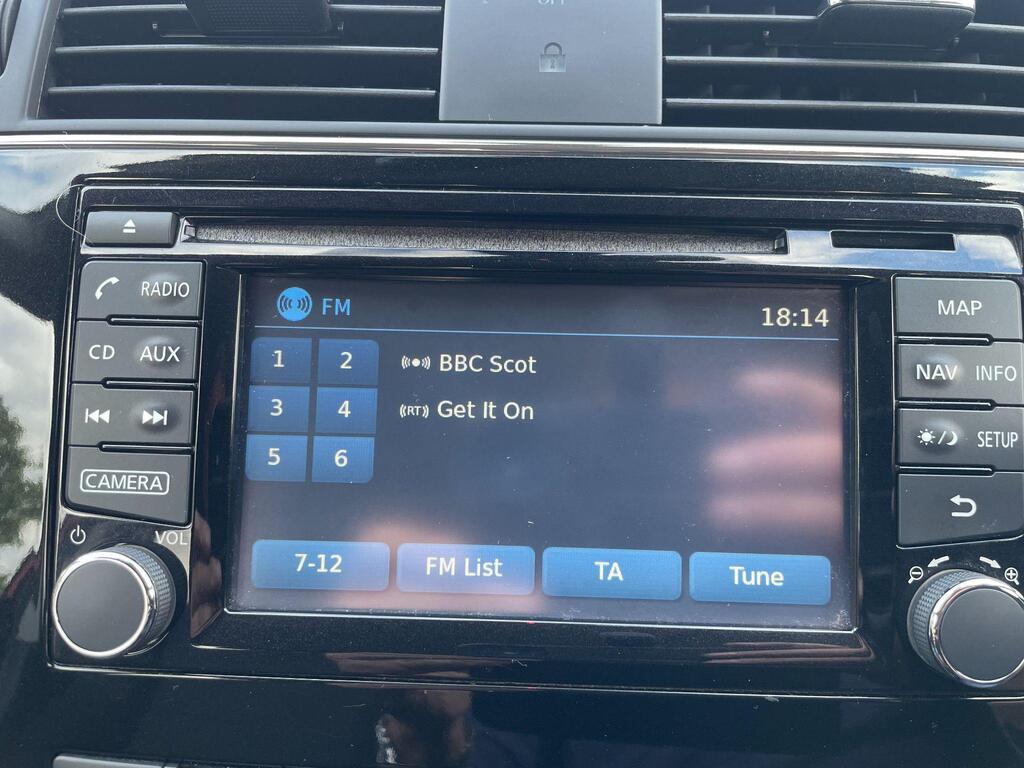 OFF
RADIO
CD AUX
CAMERA
VOL
FM
18:14
1 2
BBC Scot
3 4
(RT) Get It On
5 6
7-12 FM List TA Tune
MAP
NAV INFO
SETUP